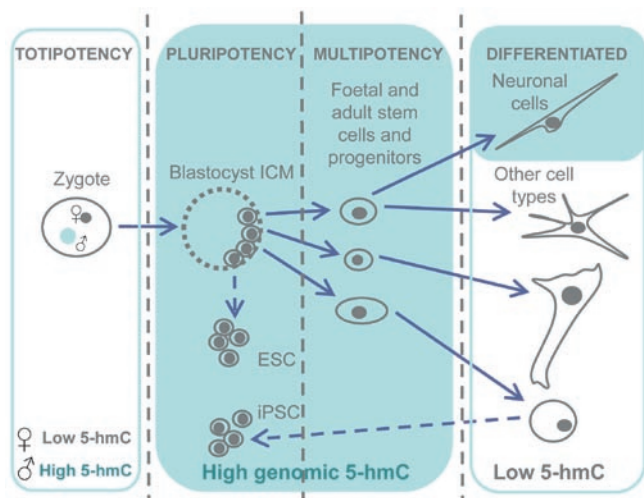 TOTIPOTENCY
PLURIPOTENCY
MULTIPOTENCY
DIFFERENTIATED
Zygote
♀
♂
Blastocyst ICM
Foetal and
adult stem
cells and
progenitors
Neuronal
cells
Other cell
types
ESC
iPSC
♀ Low 5-hmC
♂ High 5-hmC
High genomic 5-hmC
Low 5-hmC